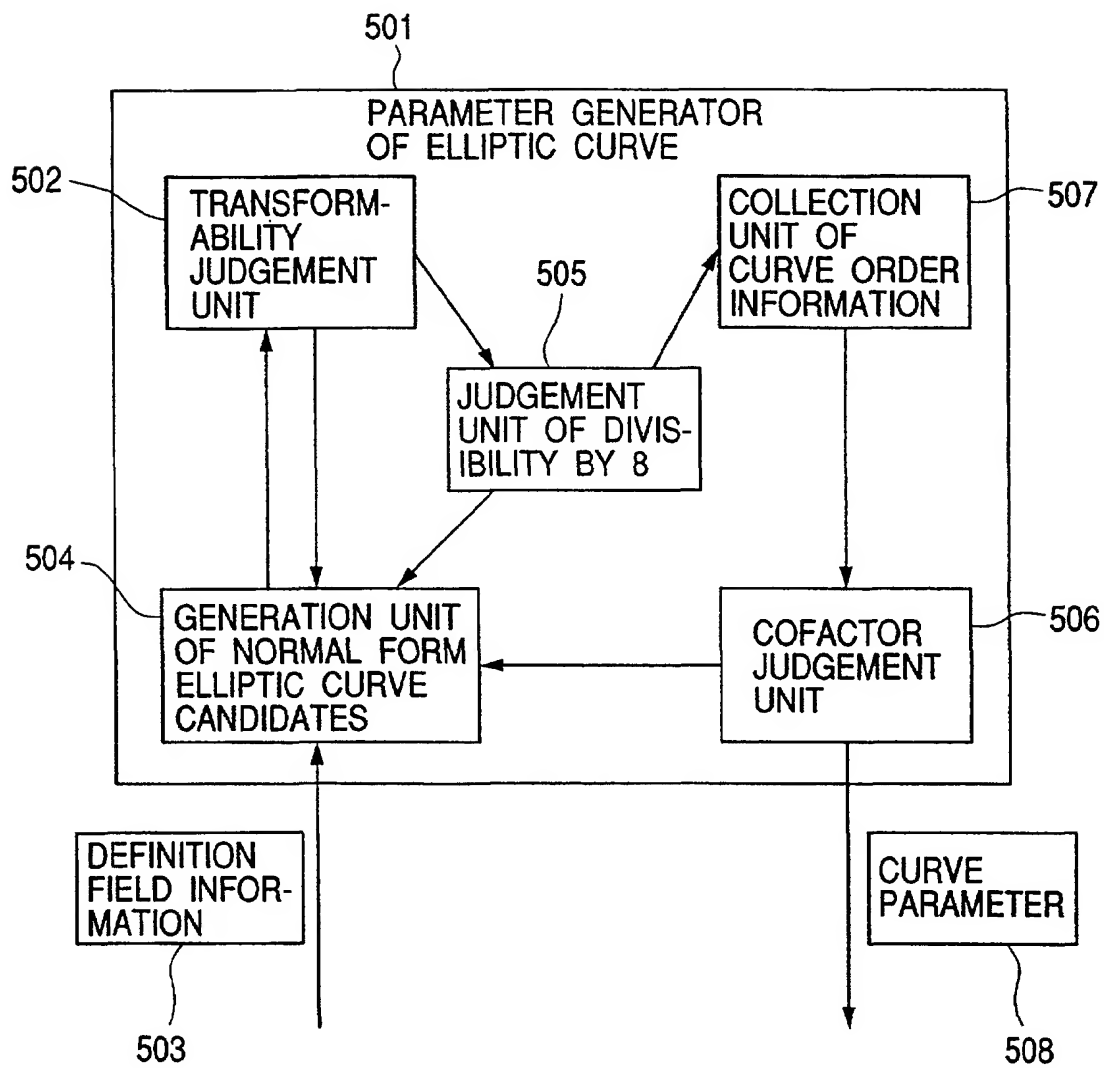 501
PARAMETER GENERATOR
OF ELLIPTIC CURVE
502
TRANSFORM-
ABILITY
JUDGEMENT
UNIT
COLLECTION
UNIT OF
CURVE ORDER
INFORMATION
507
505
JUDGEMENT
UNIT OF DIVIS-
IBILITY BY 8
504
GENERATION UNIT
OF NORMAL FORM
ELLIPTIC CURVE
CANDIDATES
COFACTOR
JUDGEMENT
UNIT
506
DEFINITION
FIELD INFOR-
MATION
503
CURVE
PARAMETER
508